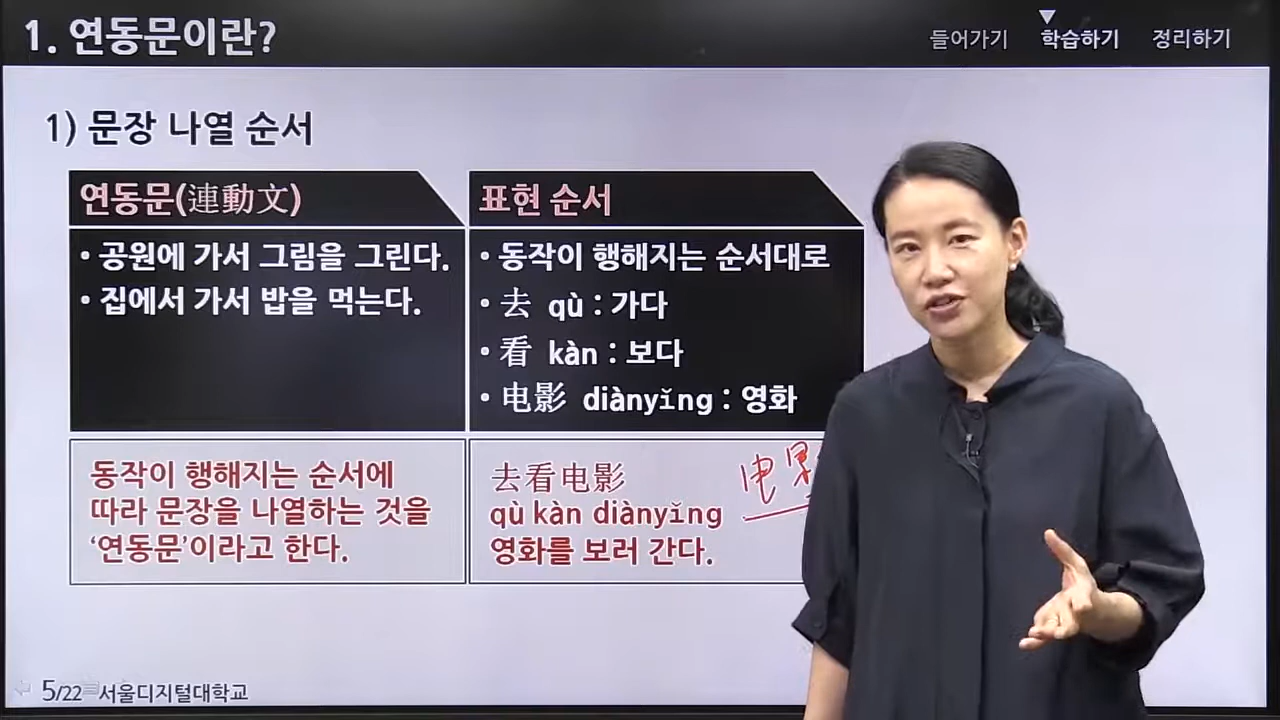 1. 연동문이란?
들어가기 학습하기 정리하기
1) 문장 나열 순서
연동문(連動文)
• 공원에 가서 그림을 그린다.
• 집에서 가서 밥을 먹는다.
표현 순서
• 동작이 행해지는 순서대로
• 去 qù : 가다
• 看 kàn : 보다
• 电影 diànyǐng : 영화
동작이 행해지는 순서에
따라 문장을 나열하는 것을
‘연동문’이라고 한다.
去看电影
qù kàn diànyǐng
영화를 보러 간다.
电
5/22 서울디지털대학교